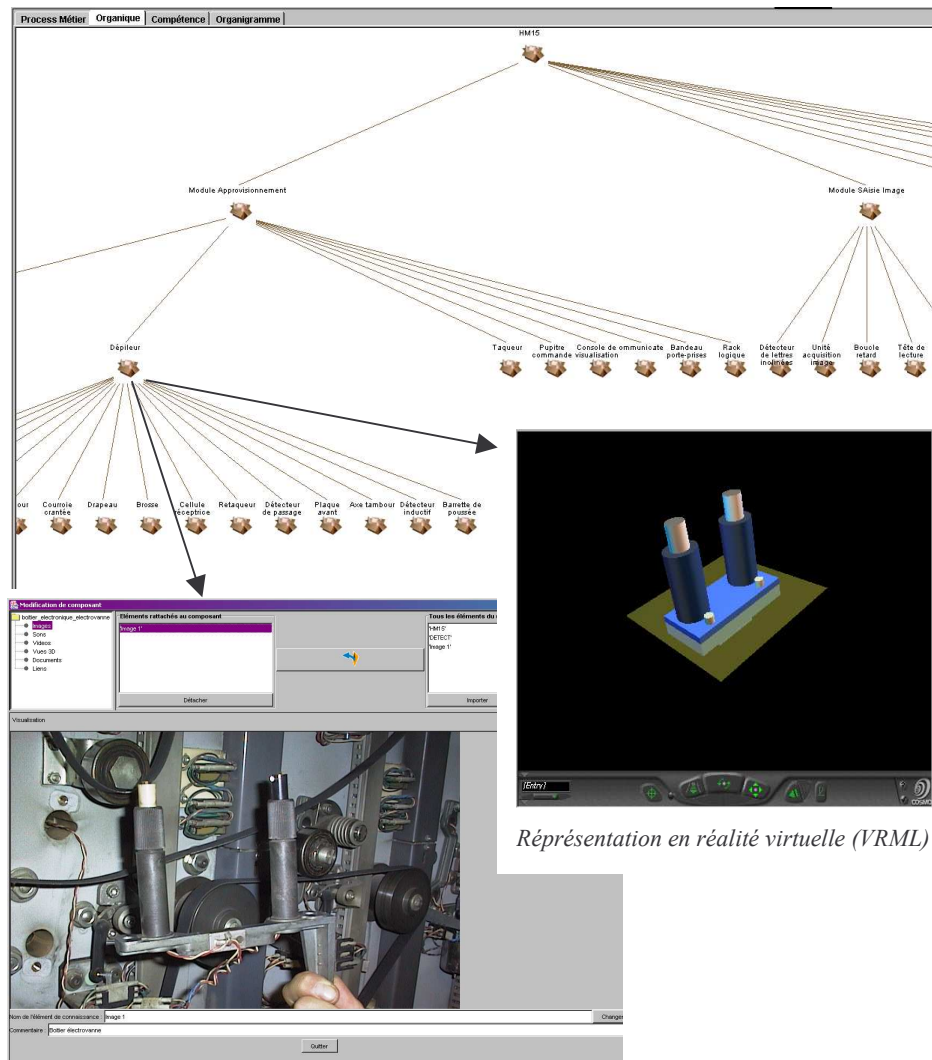 Process Métier Organique Compétence Organigramme
HM15
Module Approvisionnement
Module SAisie Image
Dépileur
Taqueur
Pupitre
commande
Console de
visualisation
ommunicate
Bandeau
porte-prises
Rack
logique
Détecteur
de lettres
inclinées
Unité
acquisition
image
Boucle
retard
Tête de
lecture
our
Courroie
crantée
Drapeau
Brosse
Cellule
réceptrice
Retaqueur
Détecteur
de passage
Plaque
avant
Axe tambour
Détecteur
inductif
Barrette de
poussée
Modification de composant
boitier_electronique_electrovanne
Images
Sons
Videos
Vues 3D
Documents
Liens
Eléments rattachés au composant
'Image 1'
Détacher
Tous les éléments du
'HM15'
'DETECT'
'Image 1'
Importer
Visualisation
[Entry]
COSMO
Réprésentation en réalité virtuelle (VRML)
Nom de l'élément de connaissance : Image 1
Changer
Commentaire : Boitier électrovanne
Quitter